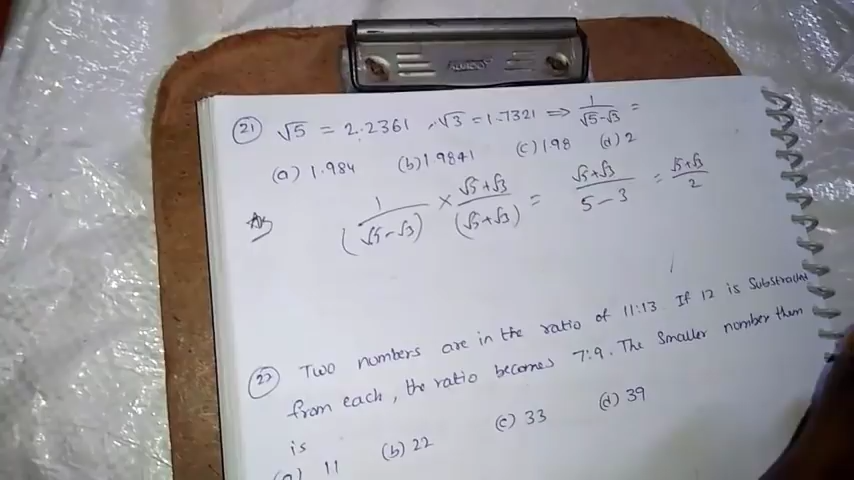 (21) √5 = 2.2361 , √3 = 1.7321 ⇒ 1/(√5-√3) =
(a) 1.984 (b) 1.9841 (c) 1.98 (d) 2
1/(√5-√3) × (√5+√3)/(√5+√3) = (√5+√3)/(5-3) = (√5+√3)/2
(22) Two numbers are in the ratio of 11:13. If 12 is Substracted
from each, the ratio becomes 7:9. The Smaller number then
is
(a) 11 (b) 22 (c) 33 (d) 39